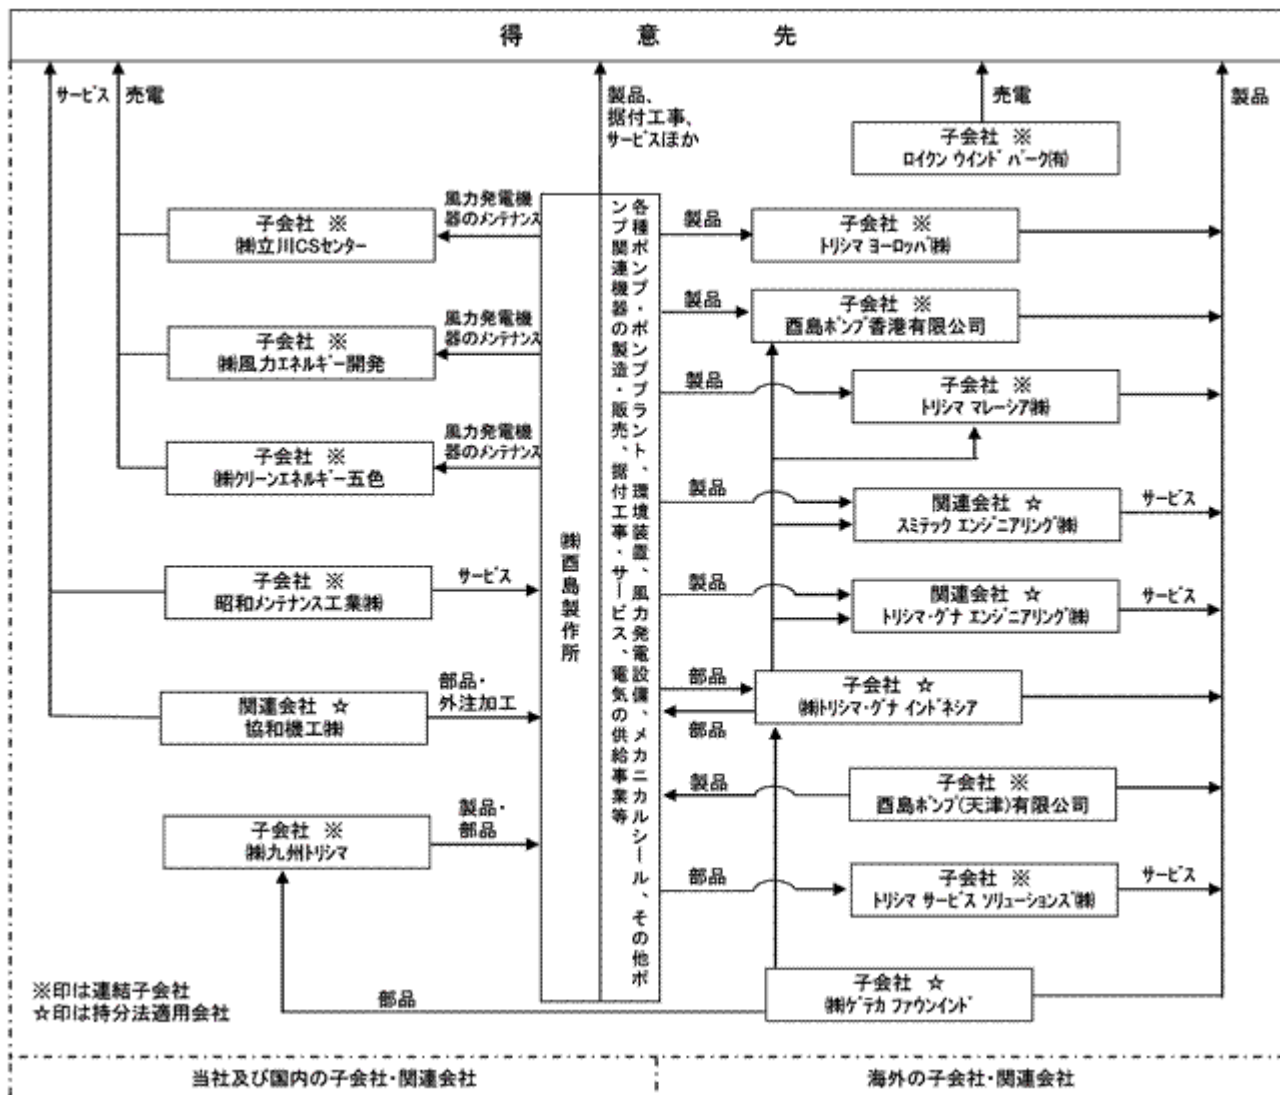 得意先
サービス
売電
製品、
据付工事、
サービスほか
売電
製品
子会社 ※
ロイクン ウインド パーク㈲
風力発電機
器のメンテナンス
子会社 ※
㈱立川CSセンター
製品
子会社 ※
トリシマ ヨーロッパ㈱
風力発電機
器のメンテナンス
子会社 ※
㈱風力エネルギー開発
製品
子会社 ※
酉島ポンプ香港有限公司
製品
子会社 ※
トリシマ マレーシア㈱
風力発電機
器のメンテナンス
子会社 ※
㈱クリーンエネルギー五色
製品
関連会社 ☆
スミテック エンジニアリング㈱
サービス
子会社 ※
昭和メンテナンス工業㈱
サービス
㈱酉島製作所
各種ポンプ・ポンププラント、環境装置、風力発電設備、メカニカルシール、その他ポ
ンプ関連機器の製造・販売、据付工事・サービス、電気の供給事業等
製品
関連会社 ☆
トリシマ・グナ エンジニアリング㈱
サービス
関連会社 ☆
協和機工㈱
部品・
外注加工
部品
子会社 ☆
㈱トリシマ・グナ インドネシア
部品
製品
子会社 ※
酉島ポンプ(天津)有限公司
子会社 ※
㈱九州トリシマ
製品・
部品
部品
子会社 ※
トリシマ サービス ソリューションズ㈱
サービス
子会社 ☆
㈱ゲテカ ファウンインド
部品
※印は連結子会社
☆印は持分法適用会社
当社及び国内の子会社・関連会社
海外の子会社・関連会社